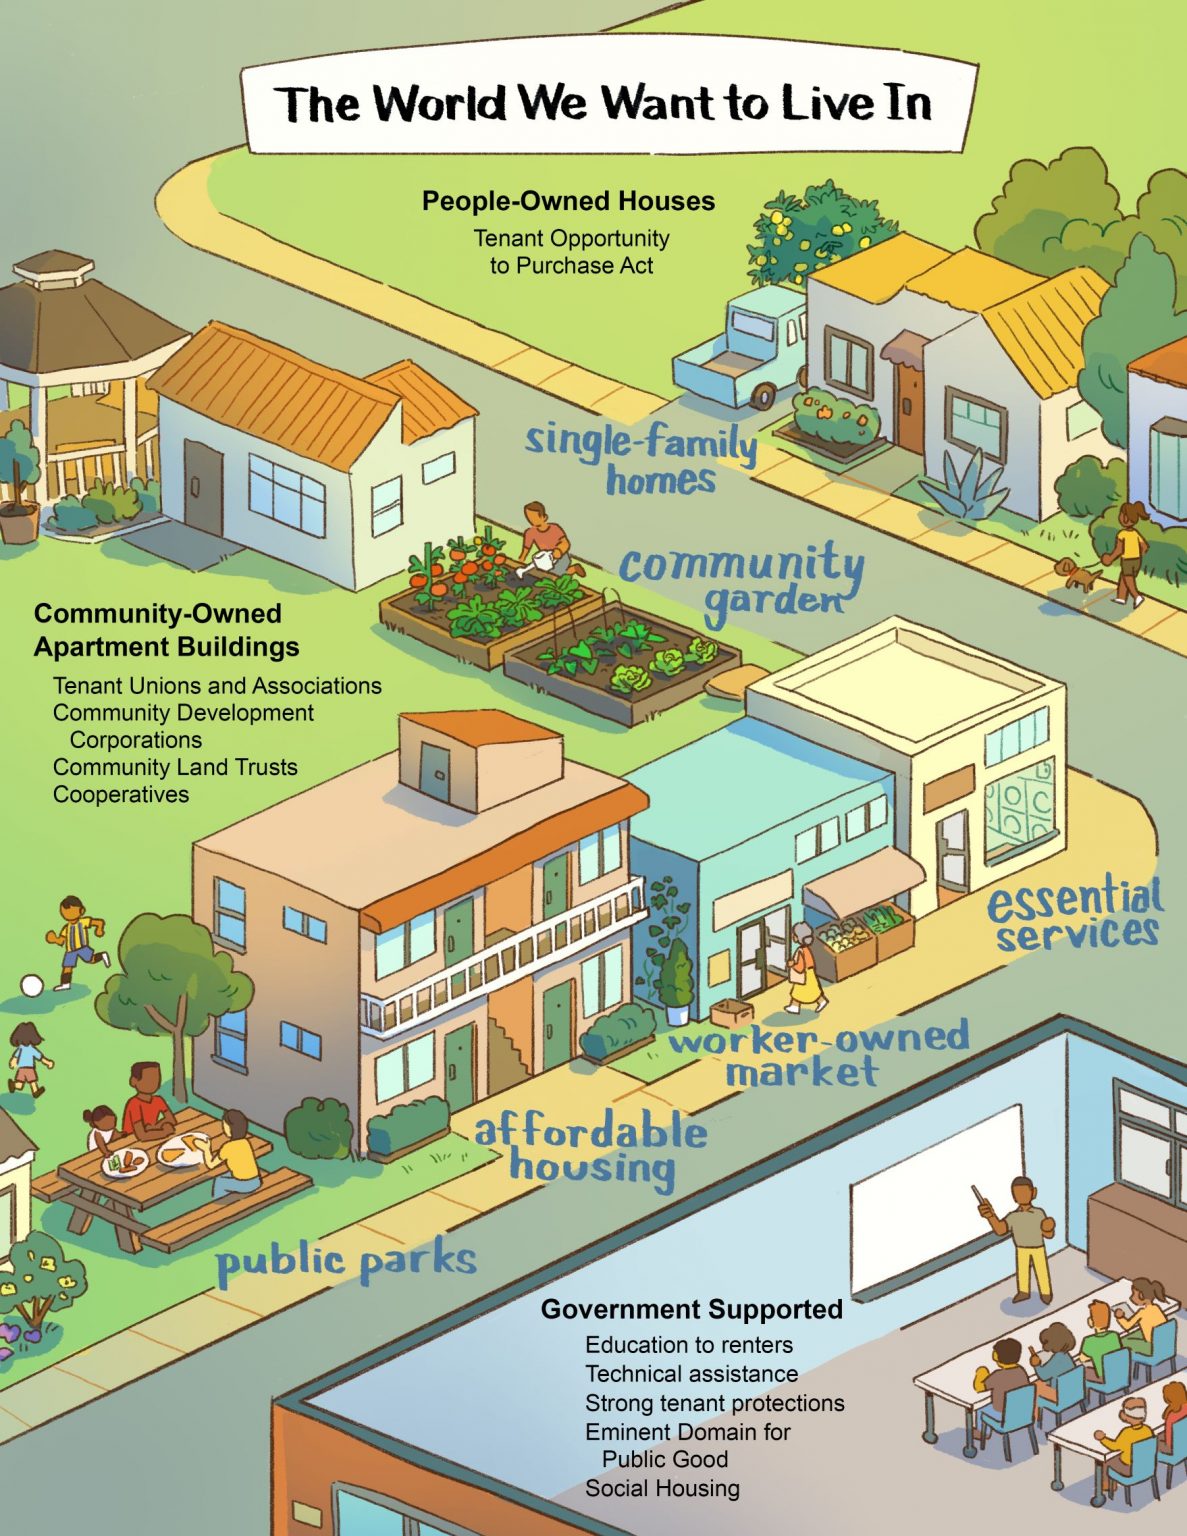 The World We Want to Live In
People-Owned Houses
Tenant Opportunity
to Purchase Act
single-family
homes
community
garden
Community-Owned
Apartment Buildings
Tenant Unions and Associations
Community Development
Corporations
Community Land Trusts
Cooperatives
essential
services
worker-owned
market
affordable
housing
public parks
Government Supported
Education to renters
Technical assistance
Strong tenant protections
Eminent Domain for
Public Good
Social Housing